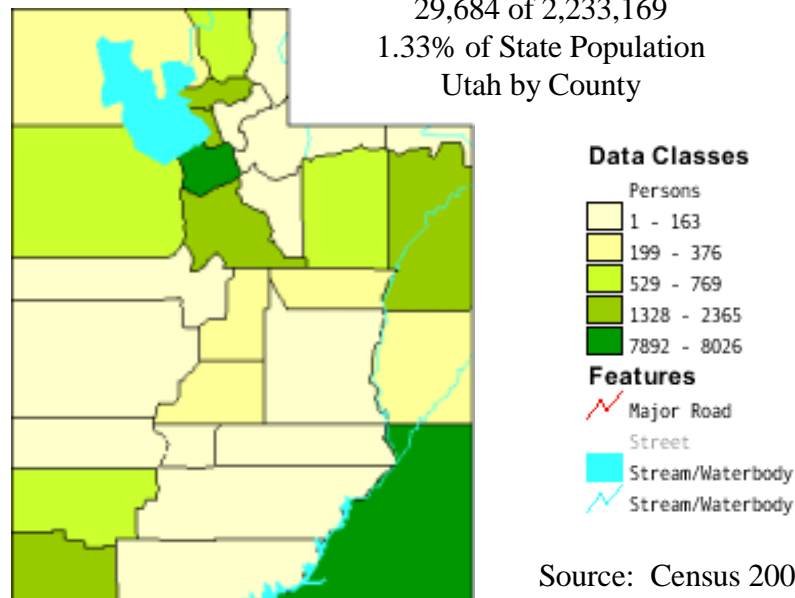 29,684 of 2,233,169
1.33% of State Population
Utah by County
Data Classes
Persons
1 - 163
199 - 376
529 - 769
1328 - 2365
7892 - 8026
Features
Major Road
Street
Stream/Waterbody
Stream/Waterbody
Source: Census 200